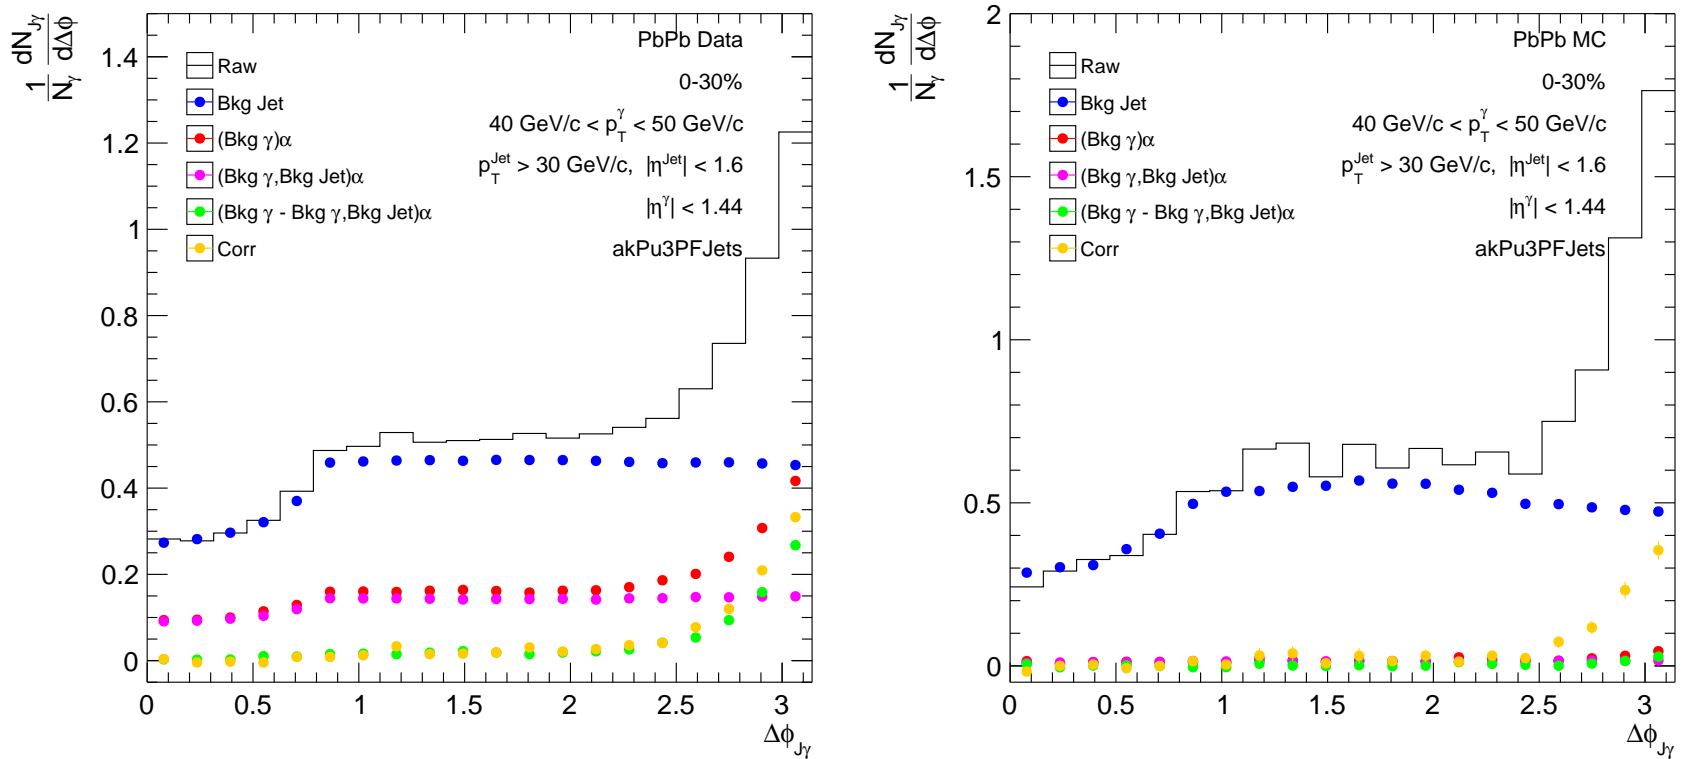 1/Nγ dN_Jγ/dΔϕ
PbPb Data
0-30%
40 GeV/c < p_T^γ < 50 GeV/c
p_T^Jet > 30 GeV/c, |η^Jet| < 1.6
|η^γ| < 1.44
akPu3PFJets
Raw
Bkg Jet
(Bkg γ)α
(Bkg γ,Bkg Jet)α
(Bkg γ - Bkg γ,Bkg Jet)α
Corr
1.4
1.2
1
0.8
0.6
0.4
0.2
0
0 0.5 1 1.5 2 2.5 3
Δϕ_Jγ
1/Nγ dN_Jγ/dΔϕ
PbPb MC
0-30%
40 GeV/c < p_T^γ < 50 GeV/c
p_T^Jet > 30 GeV/c, |η^Jet| < 1.6
|η^γ| < 1.44
akPu3PFJets
Raw
Bkg Jet
(Bkg γ)α
(Bkg γ,Bkg Jet)α
(Bkg γ - Bkg γ,Bkg Jet)α
Corr
2
1.5
1
0.5
0
0 0.5 1 1.5 2 2.5 3
Δϕ_Jγ